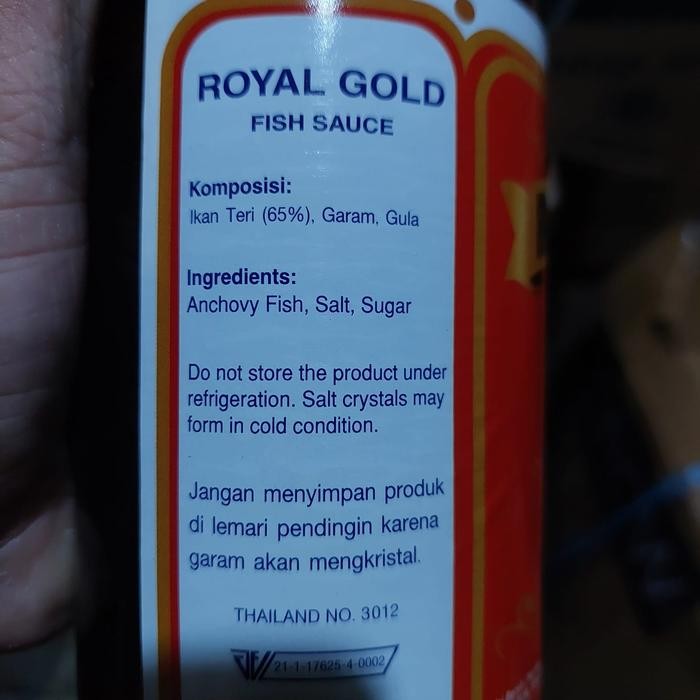 ROYAL GOLD
FISH SAUCE
Komposisi:
Ikan Teri (65%), Garam, Gula
Ingredients:
Anchovy Fish, Salt, Sugar
Do not store the product under
refrigeration. Salt crystals may
form in cold condition.
Jangan menyimpan produk
di lemari pendingin karena
garam akan mengkristal.
THAILAND NO. 3012
21-1-17625-4-0002